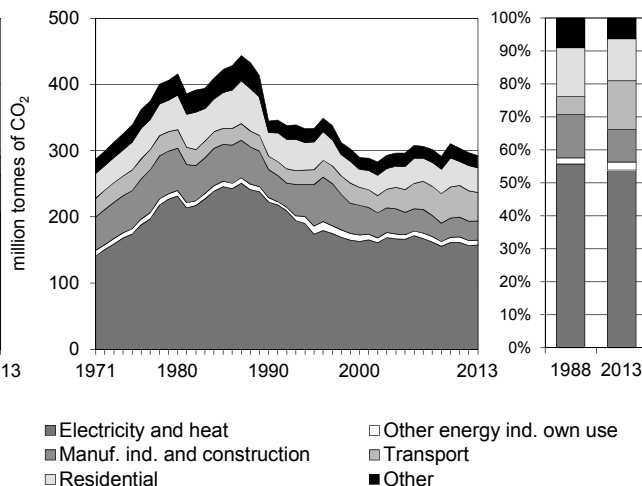 million tonnes of CO2
500
400
300
200
100
0
1971 1980 1990 2000 2013
100%
90%
80%
70%
60%
50%
40%
30%
20%
10%
0%
1988 2013
13
Electricity and heat
Other energy ind. own use
Manuf. ind. and construction
Transport
Residential
Other